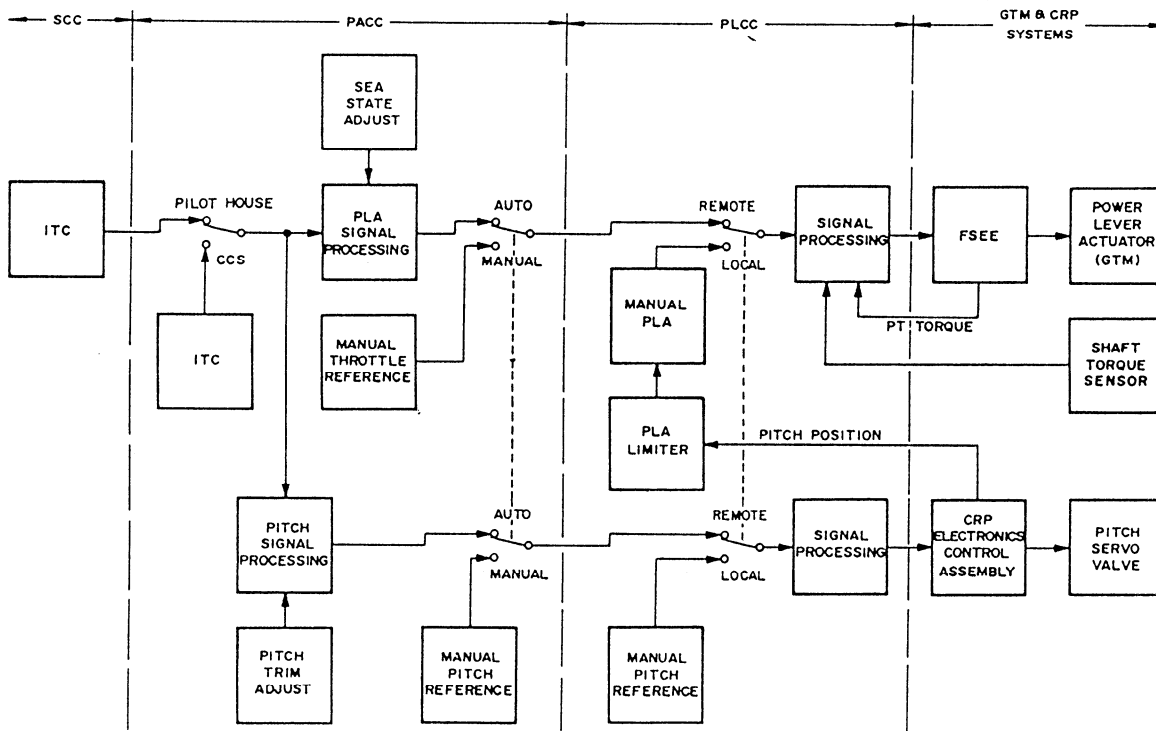 SCC
PACC
PLCC
GTM & CRP
SYSTEMS
SEA
STATE
ADJUST
ITC
PILOT HOUSE
CCS
ITC
PLA
SIGNAL
PROCESSING
AUTO
MANUAL
MANUAL
THROTTLE
REFERENCE
REMOTE
LOCAL
MANUAL
PLA
PLA
LIMITER
SIGNAL
PROCESSING
FSEE
POWER
LEVER
ACTUATOR
(GTM)
PT TORQUE
SHAFT
TORQUE
SENSOR
PITCH POSITION
PITCH
SIGNAL
PROCESSING
AUTO
MANUAL
REMOTE
LOCAL
SIGNAL
PROCESSING
CRP
ELECTRONICS
CONTROL
ASSEMBLY
PITCH
SERVO
VALVE
PITCH
TRIM
ADJUST
MANUAL
PITCH
REFERENCE
MANUAL
PITCH
REFERENCE